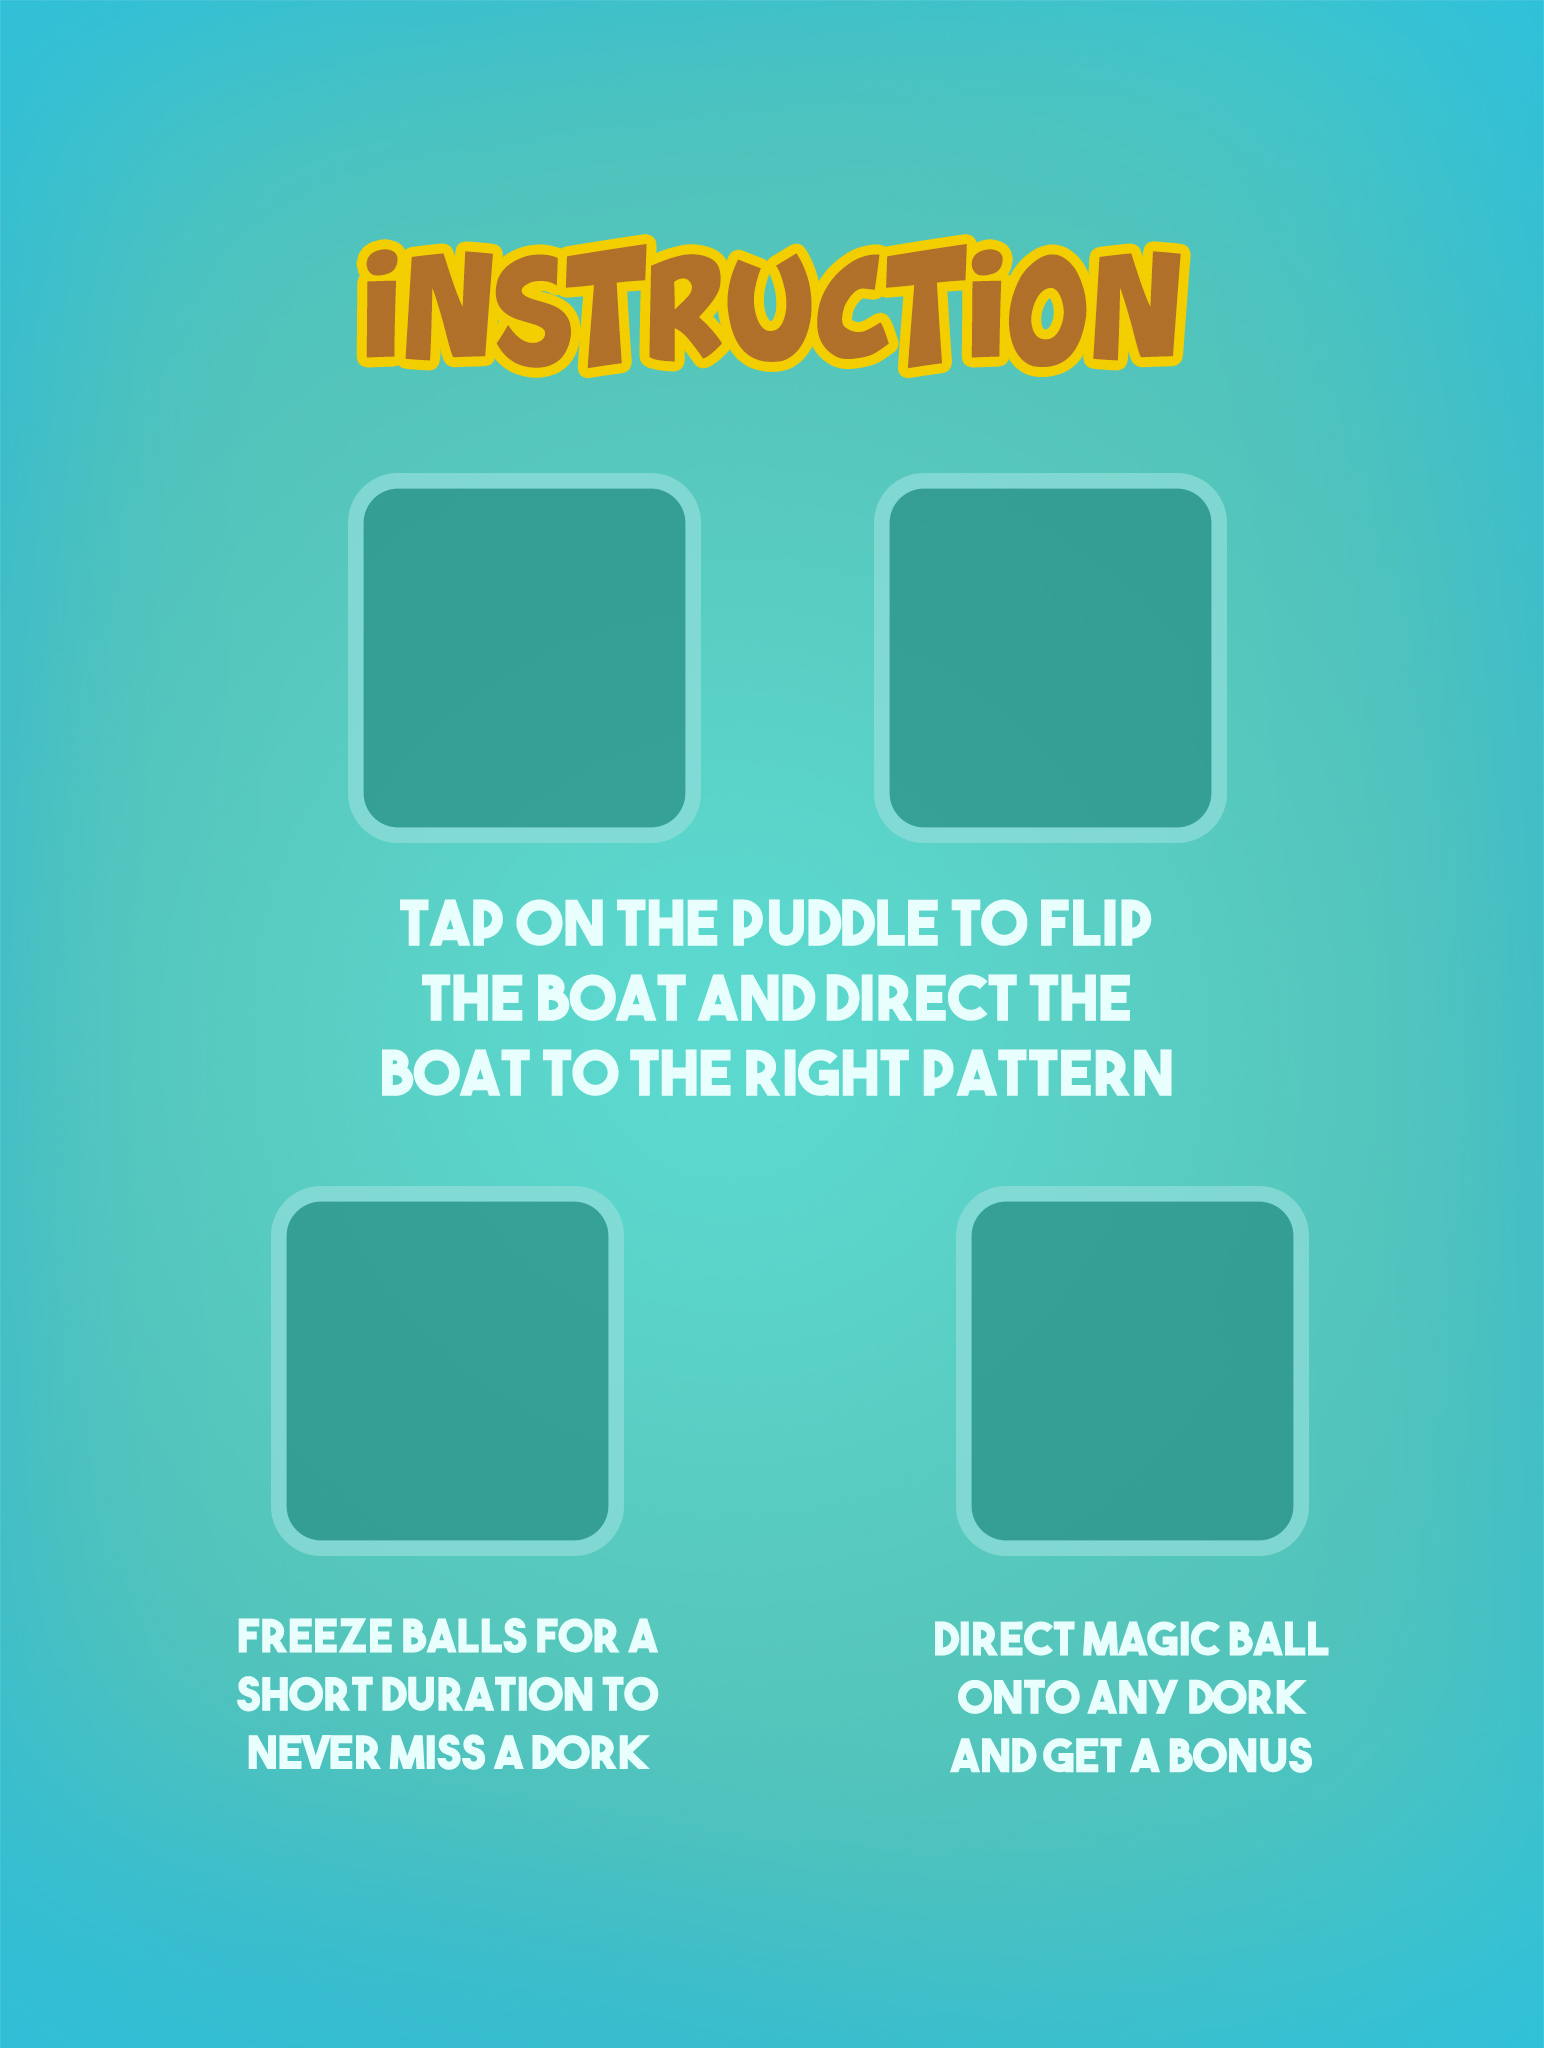 iNSTRUCTiON
TAP ON THE PUDDLE TO FLIP
THE BOAT AND DIRECT THE
BOAT TO THE RIGHT PATTERN
FREEZE BALLS FOR A
SHORT DURATION TO
NEVER MISS A DORK
DIRECT MAGIC BALL
ONTO ANY DORK
AND GET A BONUS